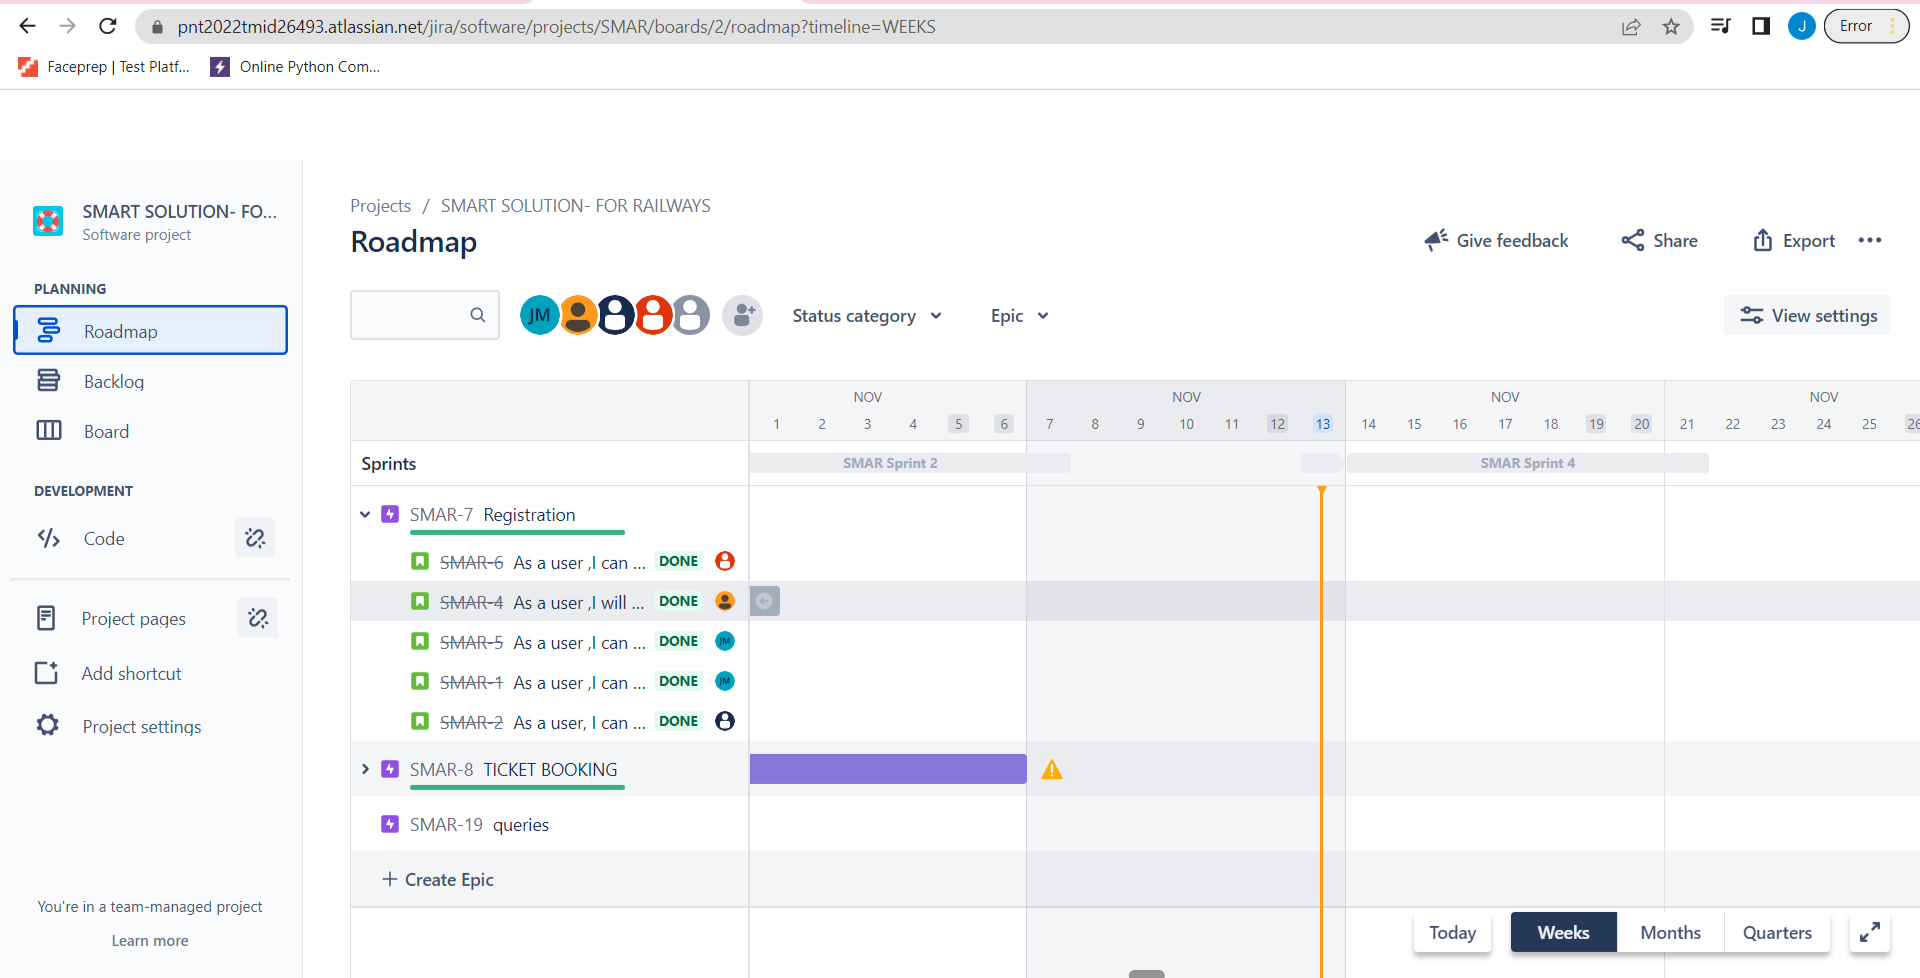 pnt2022tmid26493.atlassian.net/jira/software/projects/SMAR/boards/2/roadmap?timeline=WEEKS
J
Error
Faceprep | Test Platf...
Online Python Com...
SMART SOLUTION- FO...
Software project
PLANNING
Roadmap
Backlog
Board
DEVELOPMENT
Code
Project pages
Add shortcut
Project settings
You're in a team-managed project
Learn more
Projects / SMART SOLUTION- FOR RAILWAYS
Roadmap
Give feedback
Share
Export
JM
Status category
Epic
View settings
NOV NOV NOV NOV
1 2 3 4 5 6 7 8 9 10 11 12 13 14 15 16 17 18 19 20 21 22 23 24 25 26
Sprints
SMAR Sprint 2
SMAR Sprint 4
SMAR-7 Registration
SMAR-6 As a user ,I can ... DONE
SMAR-4 As a user ,I will ... DONE
SMAR-5 As a user ,I can ... DONE JM
SMAR-1 As a user ,I can ... DONE JM
SMAR-2 As a user, I can ... DONE
SMAR-8 TICKET BOOKING
SMAR-19 queries
+ Create Epic
Today
Weeks
Months
Quarters